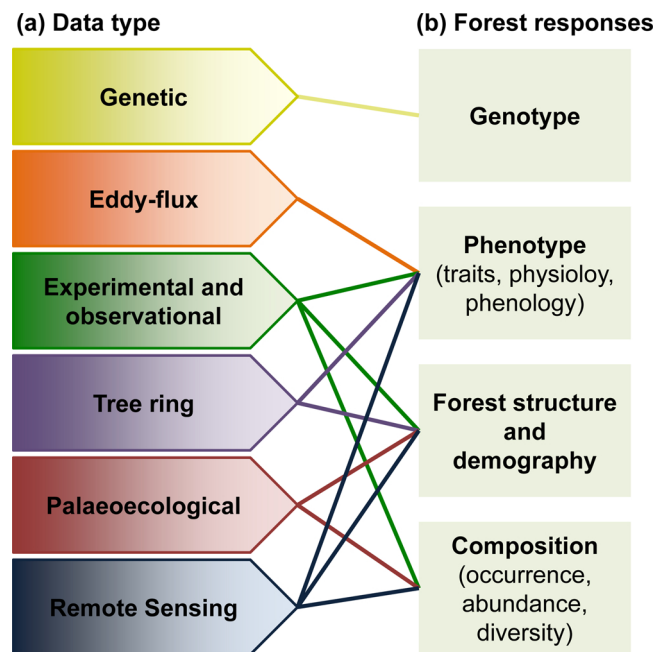 (a) Data type
(b) Forest responses
Genetic
Eddy-flux
Experimental and
observational
Tree ring
Palaeoecological
Remote Sensing
Genotype
Phenotype
(traits, physioloy,
phenology)
Forest structure
and
demography
Composition
(occurrence,
abundance,
diversity)